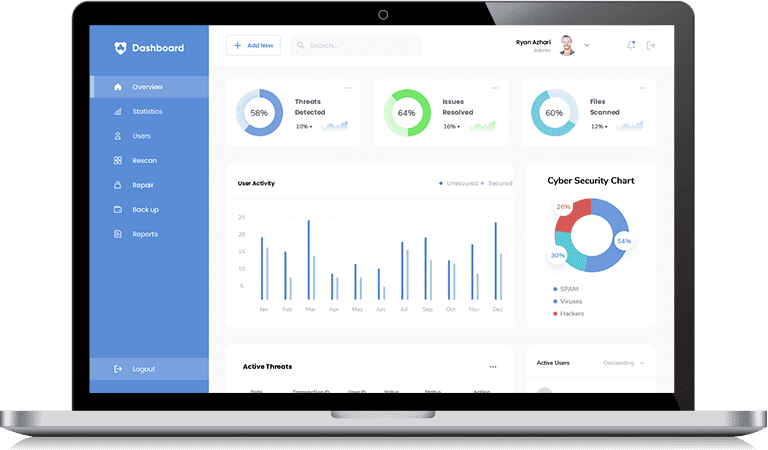 Dashboard
Add New
Search...
Ryan Azhari
Admin
Overview
Statistics
Users
Rescan
Repair
Back up
Reports
Logout
58%
Threats
Detected
10%
64%
Issues
Resolved
16%
60%
Files
Scanned
12%
User Activity
Unsecured
Secured
25
20
15
10
5
Jan Feb Mar Apr May Jun Jul Sep Oct Nov Dec
Cyber Security Chart
26%
54%
30%
SPAM
Viruses
Hackers
Active Threats
Date Transaction ID User ID Value Status Action
Active Users
Descending